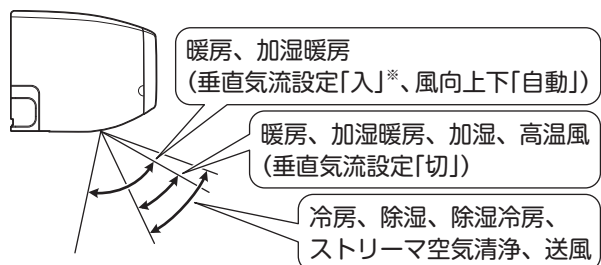 暖房、加湿暖房
(垂直気流設定「入」※、風向上下「自動」)
暖房、加湿暖房、加湿、高温風
(垂直気流設定「切」)
冷房、除湿、除湿冷房、
ストリーマ空気清浄、送風